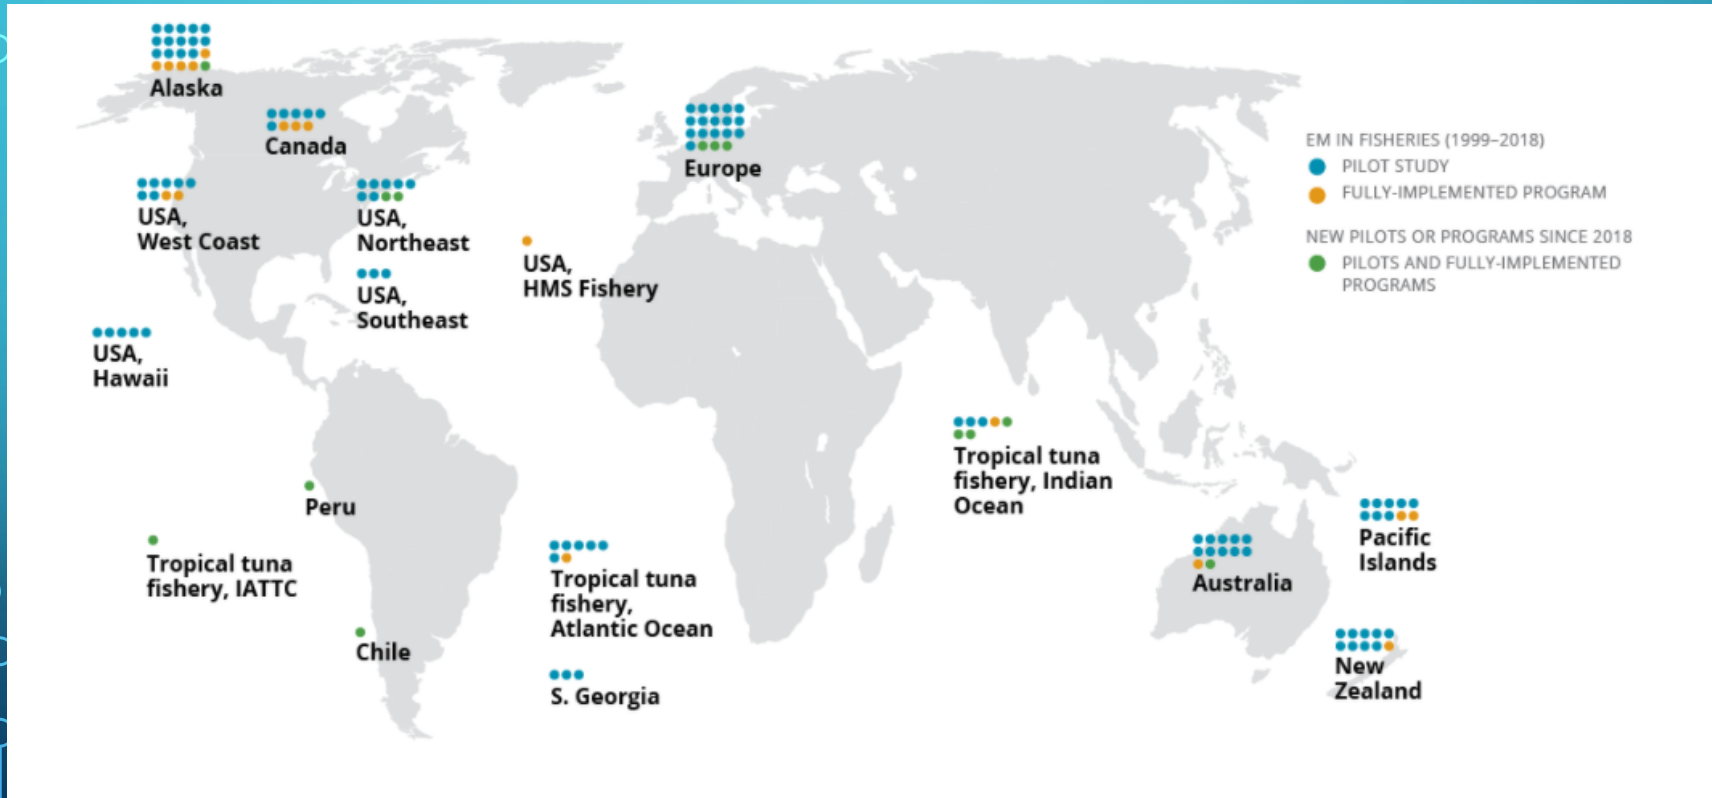 Alaska
Canada
USA,
West Coast
USA,
Northeast
USA,
Southeast
USA,
HMS Fishery
USA,
Hawaii
Europe
EM IN FISHERIES (1999–2018)
PILOT STUDY
FULLY-IMPLEMENTED PROGRAM
NEW PILOTS OR PROGRAMS SINCE 2018
PILOTS AND FULLY-IMPLEMENTED
PROGRAMS
Peru
Tropical tuna
fishery, IATTC
Chile
Tropical tuna
fishery,
Atlantic Ocean
S. Georgia
Tropical tuna
fishery, Indian
Ocean
Pacific
Islands
Australia
New
Zealand